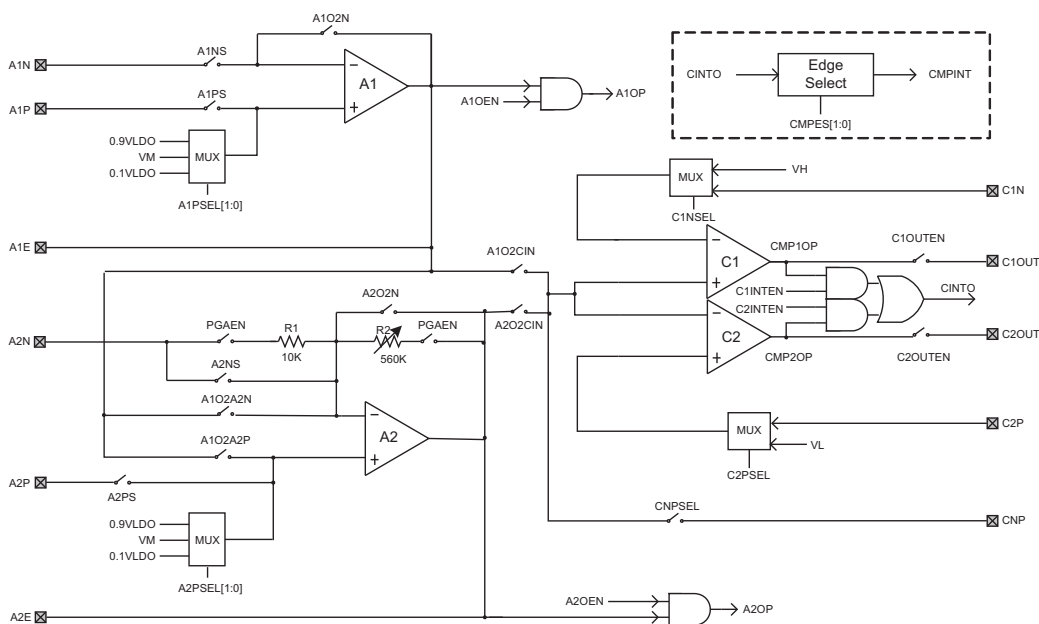 A1O2N
A1NS
A1N
A1
A1PS
A1P
A1OEN
A1OP
0.9VLDO
VM
0.1VLDO
MUX
A1PSEL[1:0]
CINTO
Edge
Select
CMPINT
CMPES[1:0]
MUX
VH
C1N
C1NSEL
A1E
A1O2CIN
C1
CMP1OP
C1OUTEN
C1OUT
C1INTEN
C2INTEN
CINTO
A2O2N
A2O2CIN
A2N
PGAEN
R1
10K
R2
560K
PGAEN
C2
C2OUT
C2OUTEN
CMP2OP
A2NS
A1O2A2N
A2
A1O2A2P
MUX
C2P
VL
C2PSEL
A2P
A2PS
0.9VLDO
VM
0.1VLDO
MUX
A2PSEL[1:0]
CNPSEL
CNP
A2OEN
A2OP
A2E